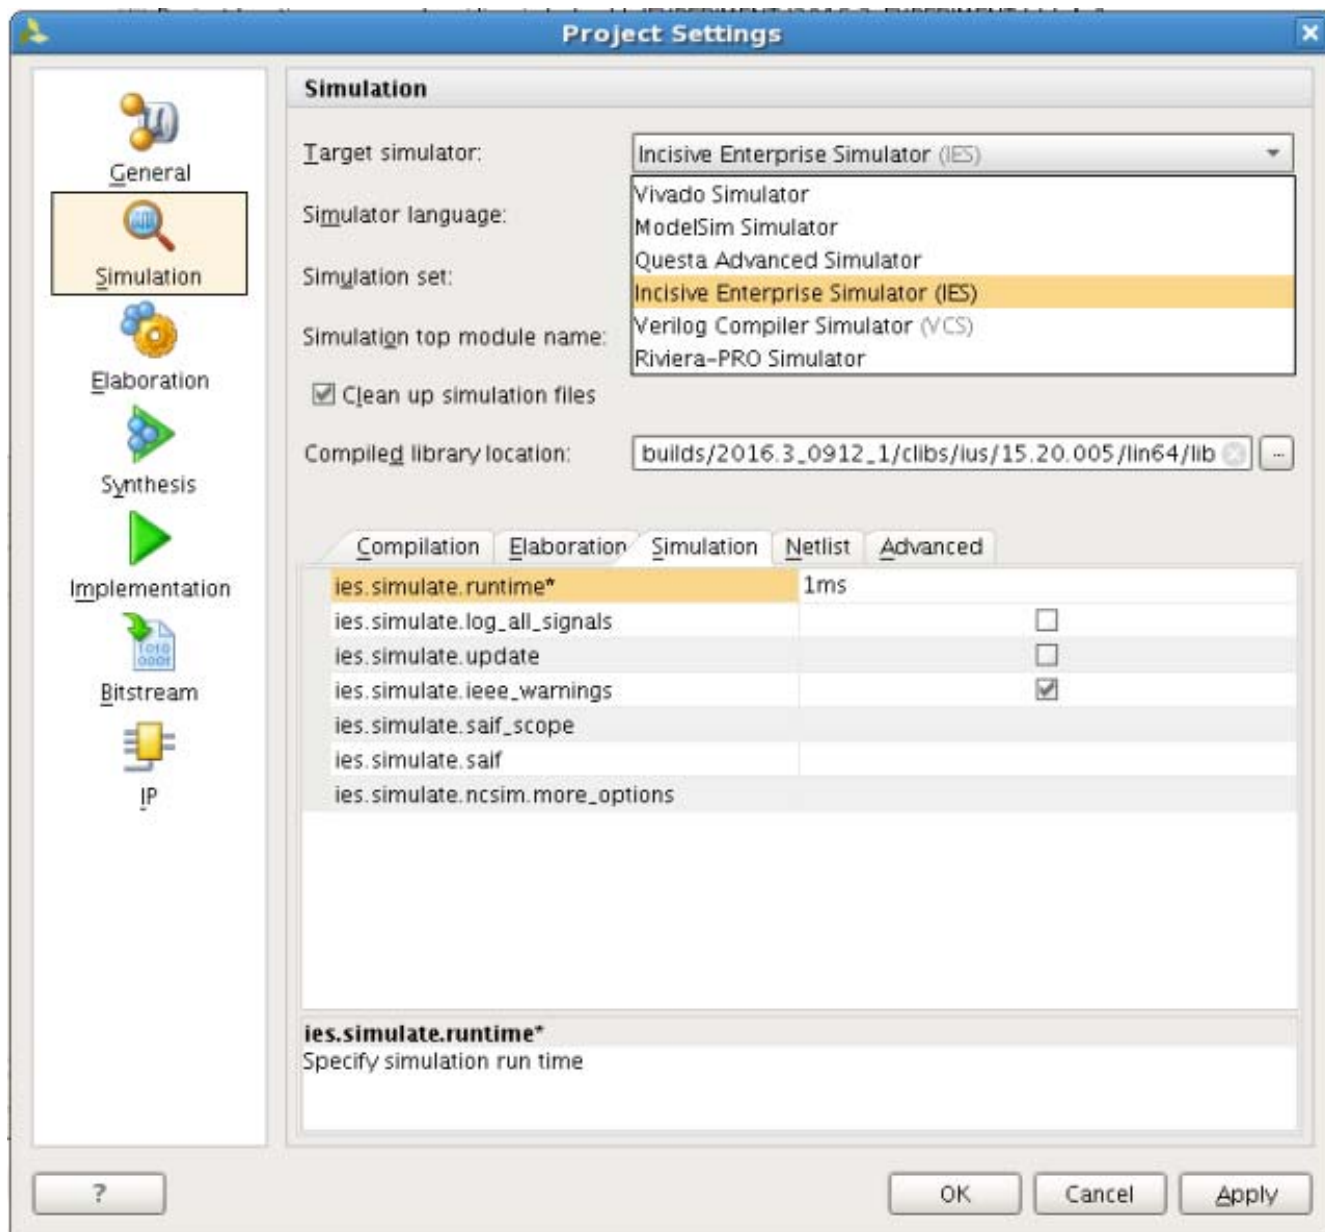 Project Settings
General
Simulation
Elaboration
Synthesis
Implementation
Bitstream
IP
Simulation
Target simulator: Incisive Enterprise Simulator (IES)
Vivado Simulator
Simulator language: ModelSim Simulator
Questa Advanced Simulator
Simulation set: Incisive Enterprise Simulator (IES)
Simulation top module name: Verilog Compiler Simulator (VCS)
Riviera-PRO Simulator
Clean up simulation files
Compiled library location: builds/2016.3_0912_1/clibs/ius/15.20.005/lin64/lib ...
Compilation Elaboration Simulation Netlist Advanced
ies.simulate.runtime* 1ms
ies.simulate.log_all_signals
ies.simulate.update
ies.simulate.ieee_warnings
ies.simulate.saif_scope
ies.simulate.saif
ies.simulate.ncsim.more_options
ies.simulate.runtime*
Specify simulation run time
? OK Cancel Apply